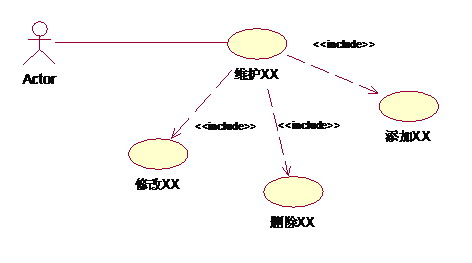 <<include>>
维护XX
Actor
<<include>>
<<include>>
添加XX
修改XX
删除XX